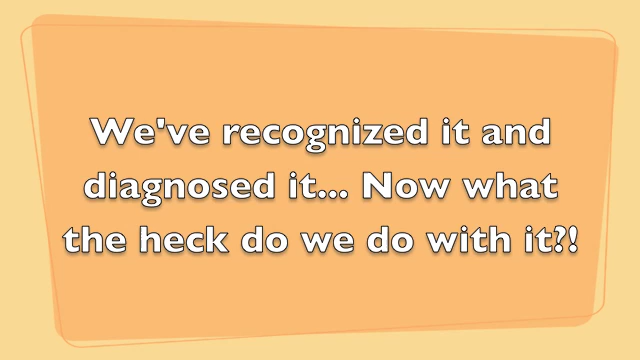 We've recognized it and
diagnosed it... Now what
the heck do we do with it?!